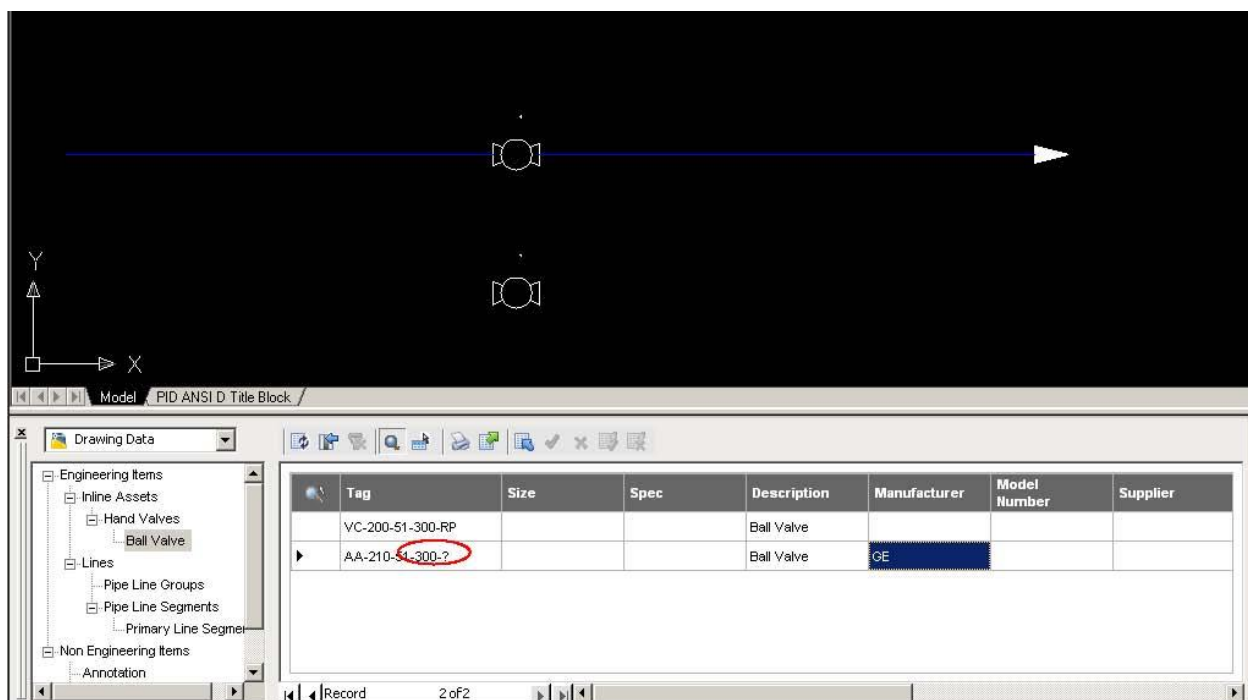 Y
X
Model PID ANSI D Title Block
Drawing Data
Engineering Items
Inline Assets
Hand Valves
Ball Valve
Lines
Pipe Line Groups
Pipe Line Segments
Primary Line Segmer
Non Engineering Items
Annotation
Tag Size Spec Description Manufacturer Model Number Supplier
VC-200-51-300-RP Ball Valve
AA-210-51-300-? Ball Valve GE
Record 2 of 2